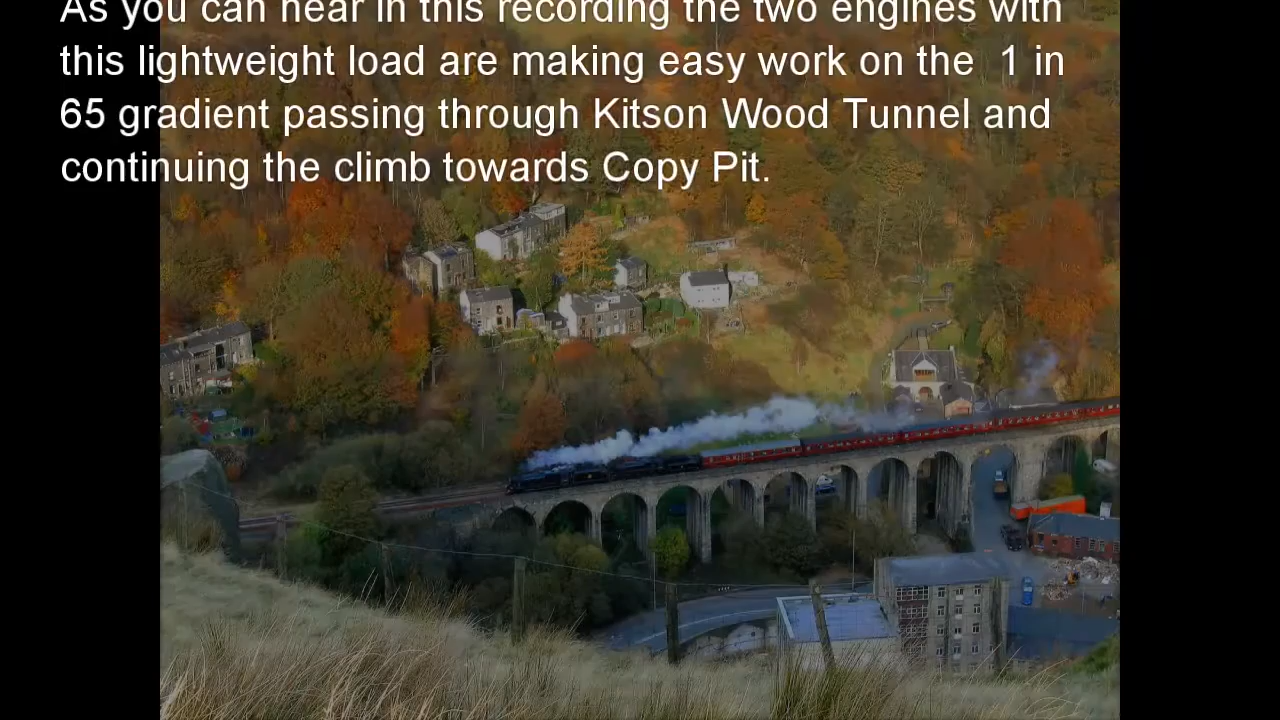 As you can hear in this recording the two engines with
this lightweight load are making easy work on the 1 in
65 gradient passing through Kitson Wood Tunnel and
continuing the climb towards Copy Pit.